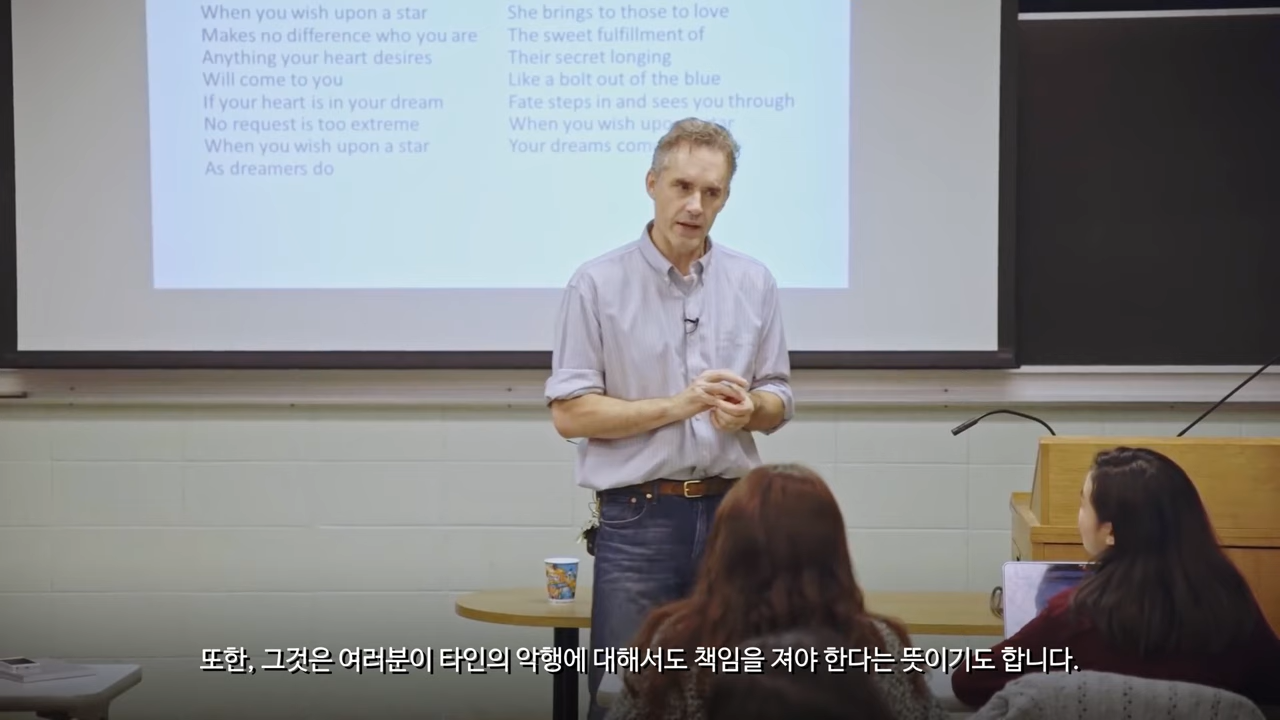 When you wish upon a star
Makes no difference who you are
Anything your heart desires
Will come to you
If your heart is in your dream
No request is too extreme
When you wish upon a star
As dreamers do
She brings to those to love
The sweet fulfillment of
Their secret longing
Like a bolt out of the blue
Fate steps in and sees you through
When you wish upon a star
Your dreams come
또한, 그것은 여러분이 타인의 악행에 대해서도 책임을 져야 한다는 뜻이기도 합니다.